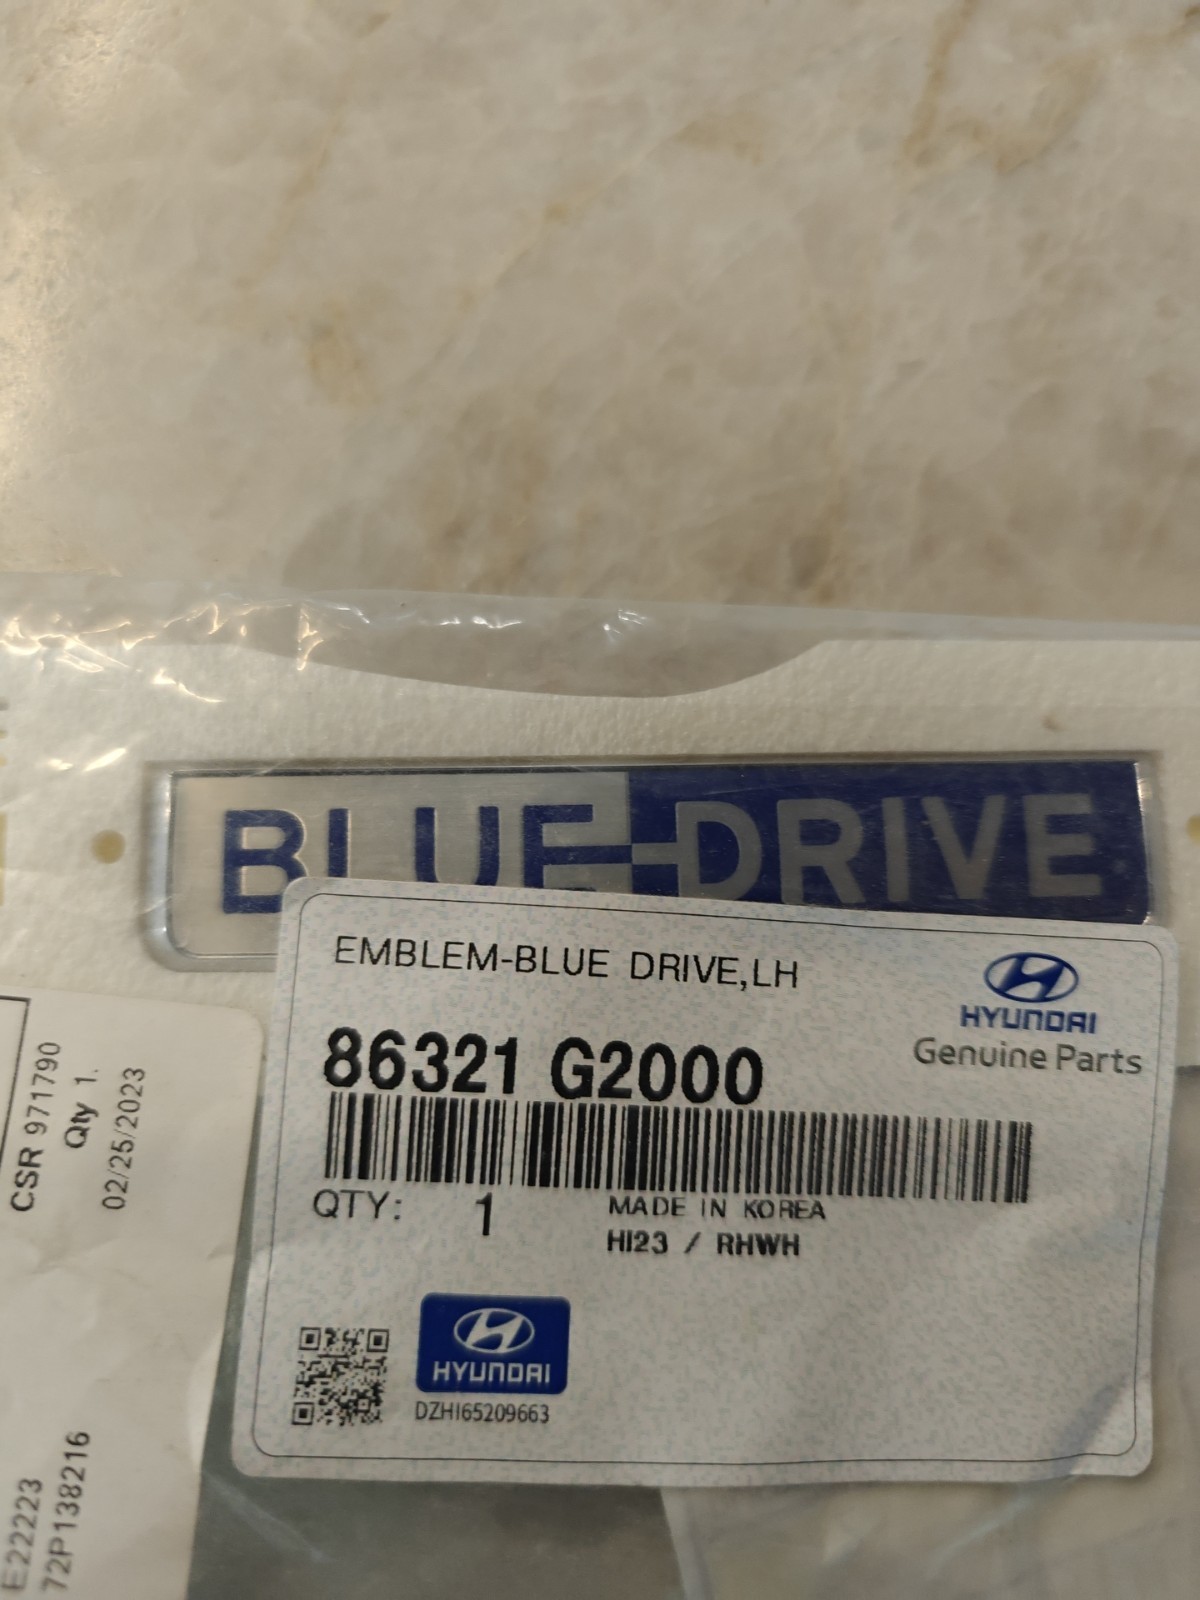 BLUE-DRIVE
EMBLEM-BLUE DRIVE,LH
HYUNDAI
Genuine Parts
86321 G2000
QTY: 1
MADE IN KOREA
HI23 / RHWH
HYUNDAI
DZHI65209663
CSR 971790
Qty 1.
02/25/2023
E22223
72P138216